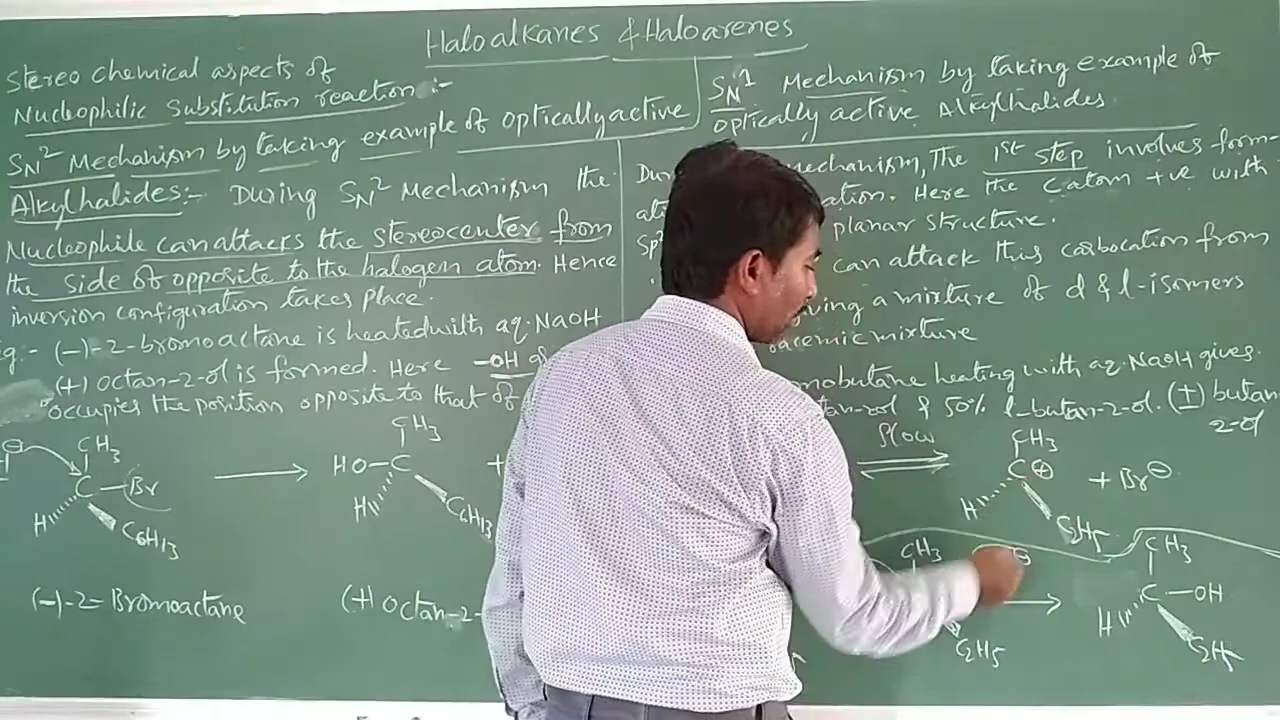 Haloalkanes & Haloarenes
Stereo chemical aspects of
Nucleophilic Substitution reaction :-
SN2 Mechanism by taking example of optically active
Alkylhalides:- During SN2 Mechanism the
Nucleophile can attacks the stereocenter from
the side of opposite to the halogen atom. Hence
inversion configuration takes place.
eg:- (-)-2-bromooctane is heated with aq. NaOH
(+) octan-2-ol is formed. Here -OH
occupies the position opposite to that of
CH3
C
Br
H
C6H13
CH3
HO-C
H
C6H13
+
(-)-2-Bromooctane
(+) octan-2-
SN1 Mechanism by taking example of
optically active Alkylhalides.
mechanism, The 1st step involves form-
ation. Here the C atom +ve with
planar structure.
can attack this carbocation from
giving a mixture of d & l-isomers
racemic mixture
mobutane heating with aq. NaOH gives.
50% l-butan-2-ol. (±) butan-
2-ol
Slow
CH3
C⊕
H
C2H5
+ Br⊖
CH3
C2H5
CH3
C-OH
H
C2H5